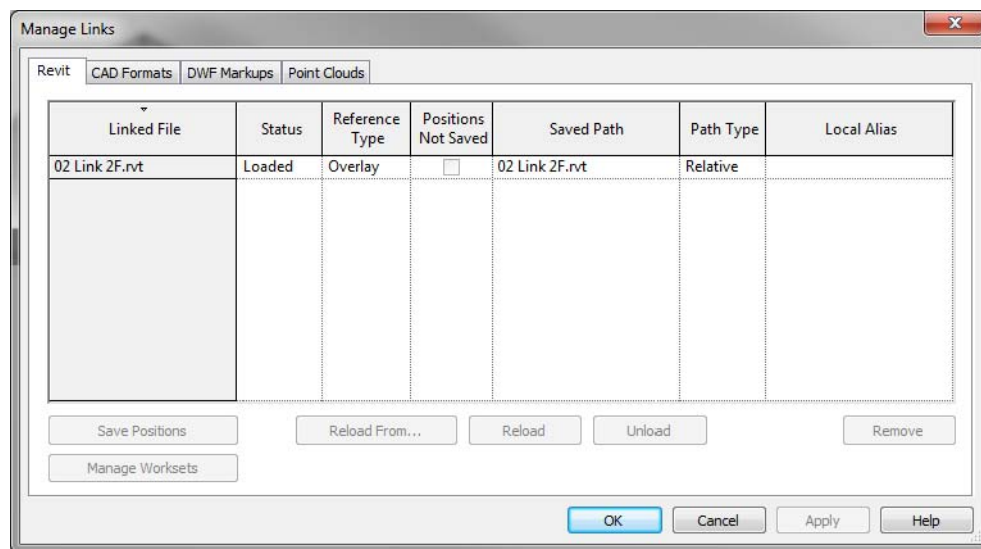 Manage Links
Revit CAD Formats DWF Markups Point Clouds
Linked File Status Reference Type Positions Not Saved Saved Path Path Type Local Alias
02 Link 2F.rvt Loaded Overlay 02 Link 2F.rvt Relative
Save Positions Reload From... Reload Unload Remove
Manage Worksets
OK Cancel Apply Help